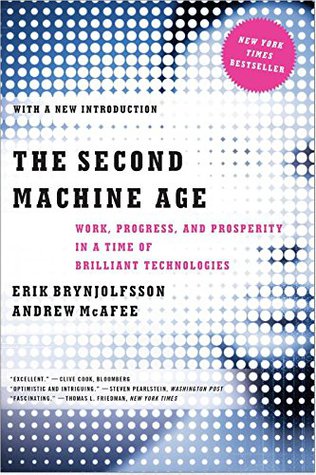 NEW YORK
TIMES
BESTSELLER
WITH A NEW INTRODUCTION
THE SECOND
MACHINE AGE
WORK, PROGRESS, AND PROSPERITY
IN A TIME OF
BRILLIANT TECHNOLOGIES
ERIK BRYNJOLFSSON
ANDREW McAFEE
"EXCELLENT." —CLIVE COOK, BLOOMBERG
"OPTIMISTIC AND INTRIGUING." —STEVEN PEARLSTEIN, WASHINGTON POST
"FASCINATING." —THOMAS L. FRIEDMAN, NEW YORK TIMES